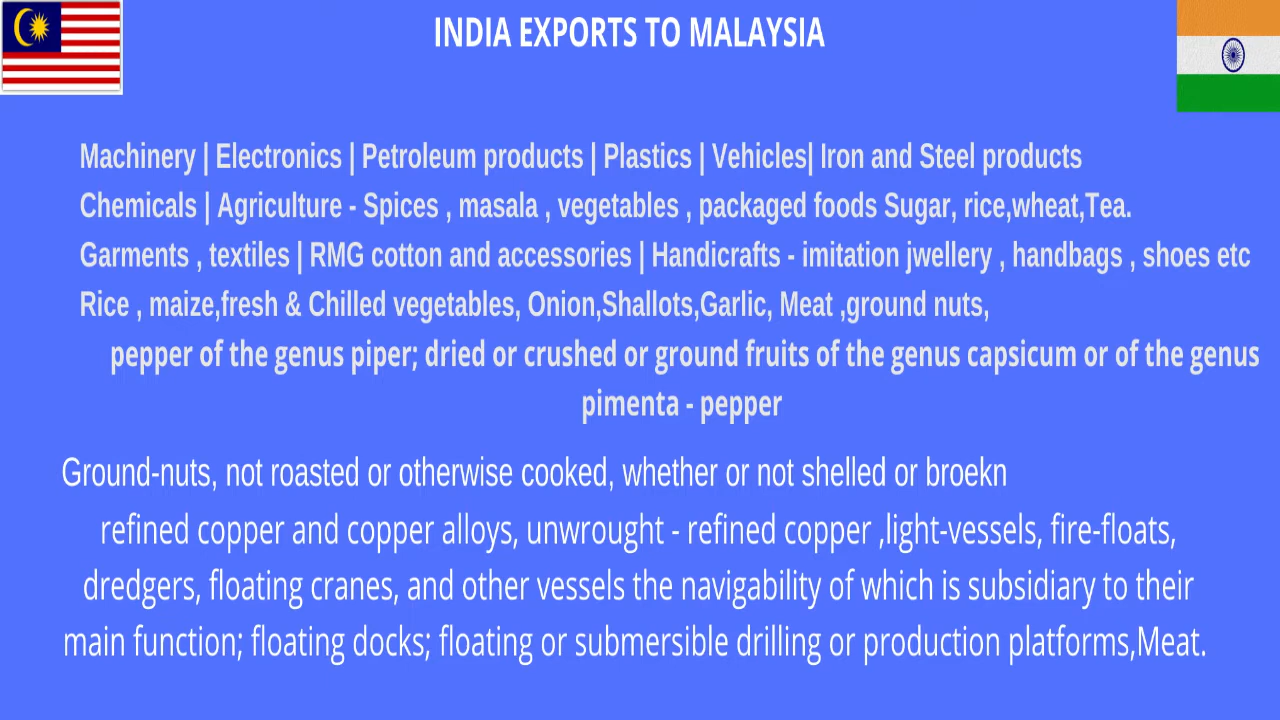 INDIA EXPORTS TO MALAYSIA
Machinery | Electronics | Petroleum products | Plastics | Vehicles| Iron and Steel products
Chemicals | Agriculture - Spices , masala , vegetables , packaged foods Sugar, rice,wheat,Tea.
Garments , textiles | RMG cotton and accessories | Handicrafts - imitation jwellery , handbags , shoes etc
Rice , maize,fresh & Chilled vegetables, Onion,Shallots,Garlic, Meat ,ground nuts,
pepper of the genus piper; dried or crushed or ground fruits of the genus capsicum or of the genus
pimenta - pepper
Ground-nuts, not roasted or otherwise cooked, whether or not shelled or broekn
refined copper and copper alloys, unwrought - refined copper ,light-vessels, fire-floats,
dredgers, floating cranes, and other vessels the navigability of which is subsidiary to their
main function; floating docks; floating or submersible drilling or production platforms,Meat.